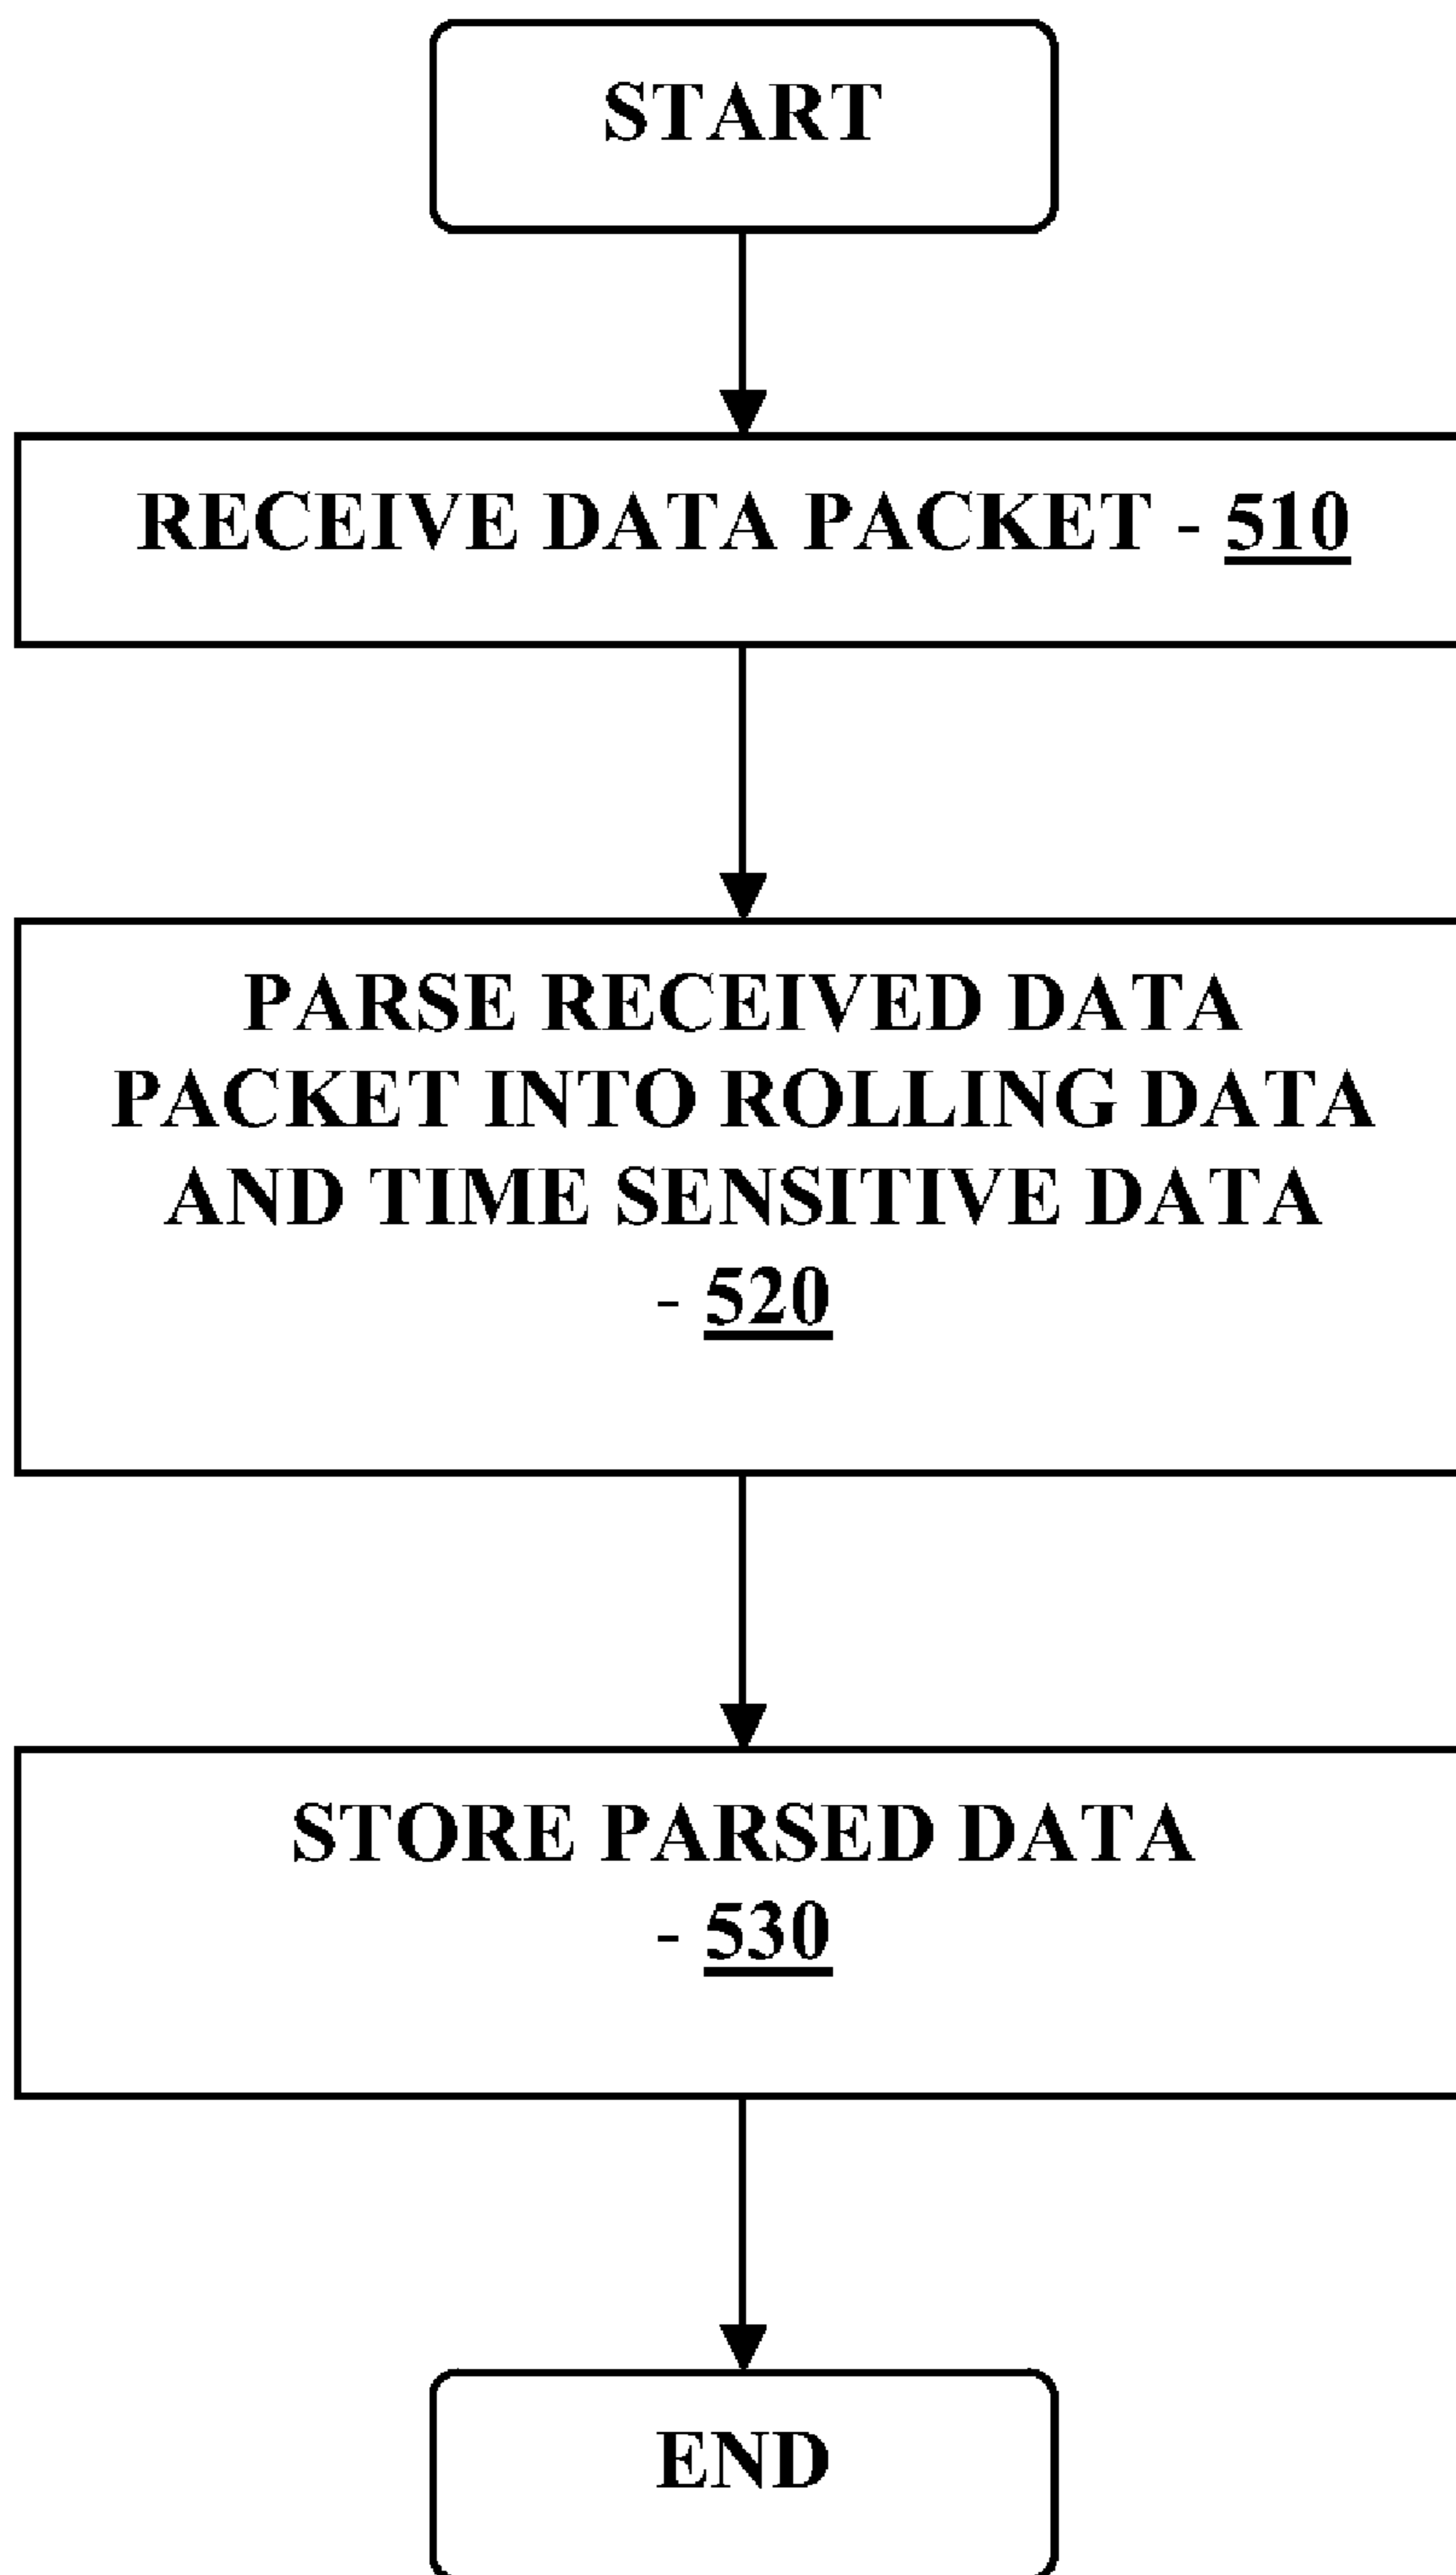 START
RECEIVE DATA PACKET - 510
PARSE RECEIVED DATA
PACKET INTO ROLLING DATA
AND TIME SENSITIVE DATA
- 520
STORE PARSED DATA
- 530
END